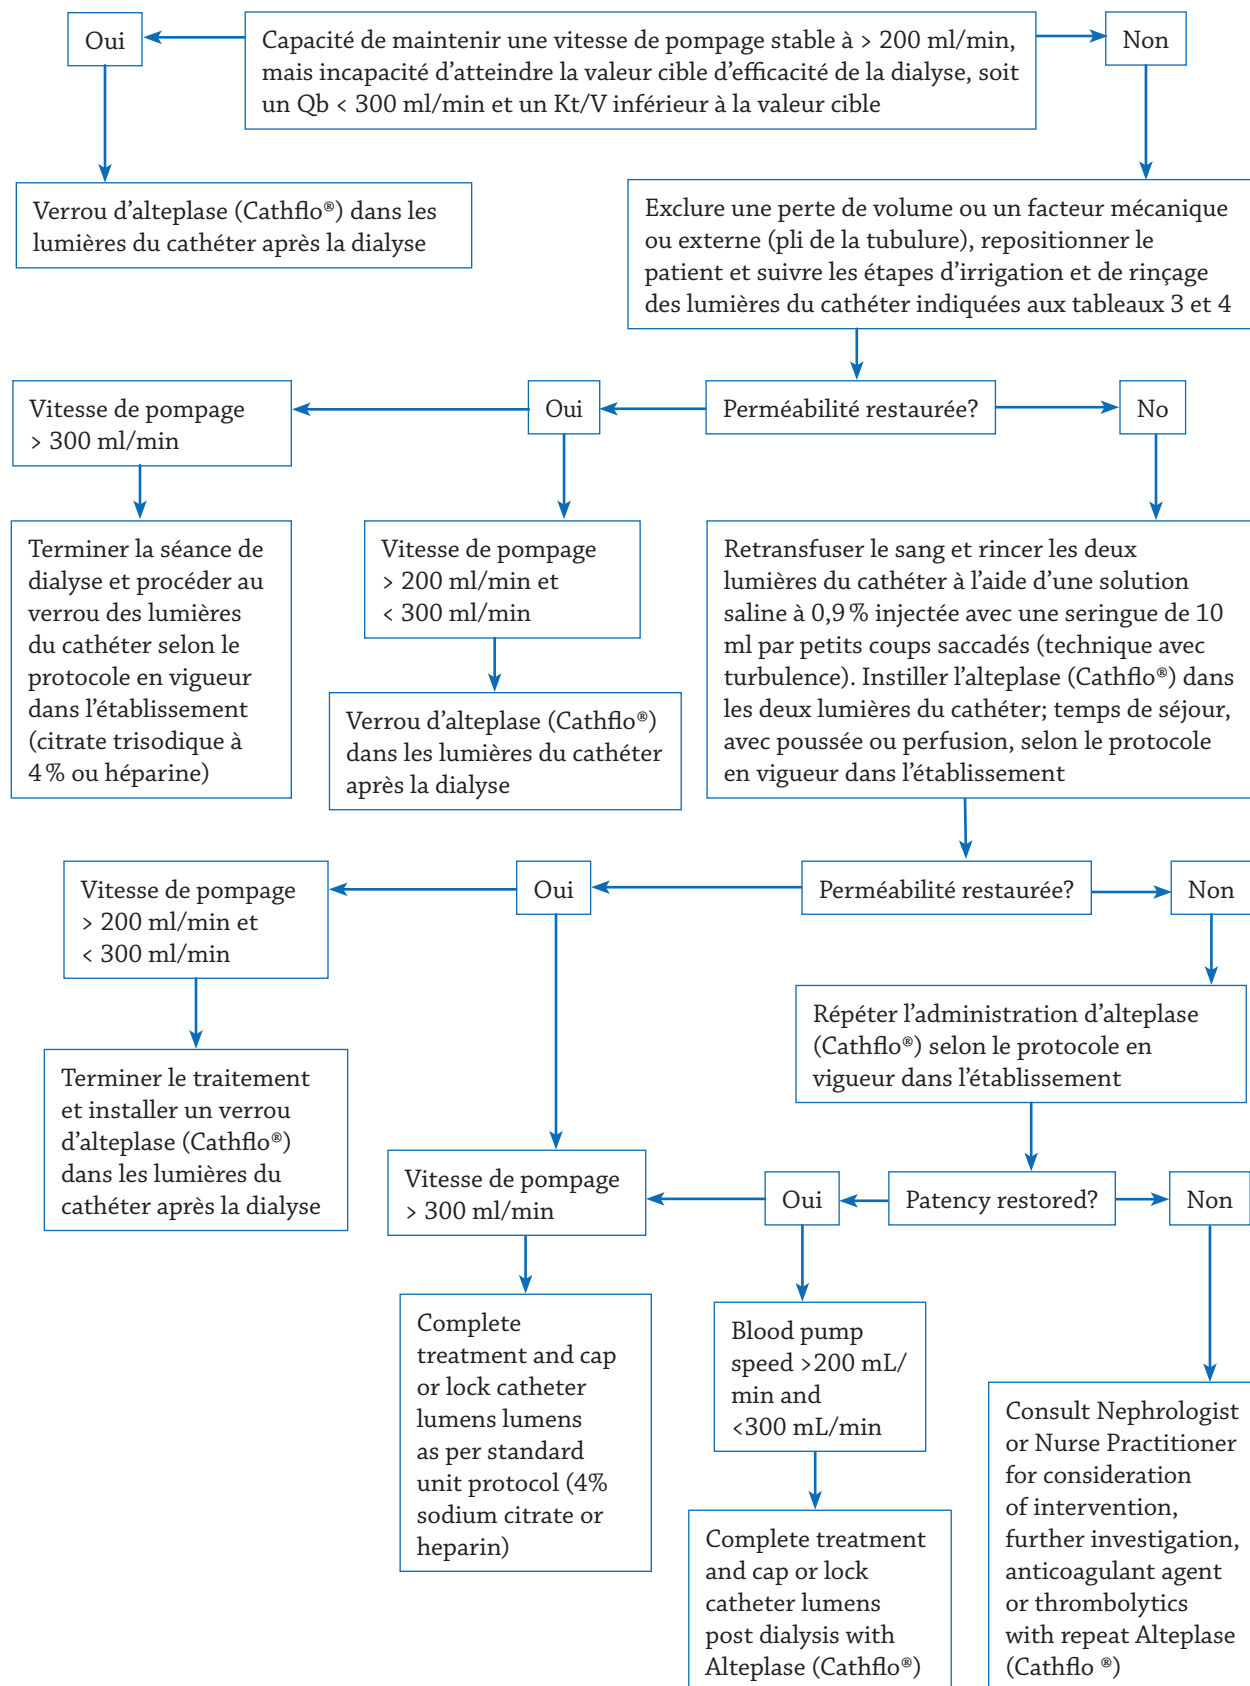 Oui
Capacité de maintenir une vitesse de pompage stable à > 200 ml/min,
mais incapacité d'atteindre la valeur cible d'efficacité de la dialyse, soit
un Qb < 300 ml/min et un Kt/V inférieur à la valeur cible
Non
Verrou d'alteplase (Cathflo®) dans les
lumières du cathéter après la dialyse
Exclure une perte de volume ou un facteur mécanique
ou externe (pli de la tubulure), repositionner le
patient et suivre les étapes d'irrigation et de rinçage
des lumières du cathéter indiquées aux tableaux 3 et 4
Vitesse de pompage
> 300 ml/min
Oui
Perméabilité restaurée?
No
Terminer la séance de
dialyse et procéder au
verrou des lumières
du cathéter selon le
protocole en vigueur
dans l'établissement
(citrate trisodique à
4 % ou héparine)
Vitesse de pompage
> 200 ml/min et
< 300 ml/min
Verrou d'alteplase (Cathflo®)
dans les lumières du cathéter
après la dialyse
Retransfuser le sang et rincer les deux
lumières du cathéter à l'aide d'une solution
saline à 0,9 % injectée avec une seringue de 10
ml par petits coups saccadés (technique avec
turbulence). Instiller l'alteplase (Cathflo®) dans
les deux lumières du cathéter; temps de séjour,
avec poussée ou perfusion, selon le protocole
en vigueur dans l'établissement
Vitesse de pompage
> 200 ml/min et
< 300 ml/min
Oui
Perméabilité restaurée?
Non
Terminer le traitement
et installer un verrou
d'alteplase (Cathflo®)
dans les lumières du
cathéter après la dialyse
Répéter l'administration d'alteplase
(Cathflo®) selon le protocole en
vigueur dans l'établissement
Vitesse de pompage
> 300 ml/min
Oui
Patency restored?
Non
Complete
treatment and cap
or lock catheter
lumens lumens
as per standard
unit protocol (4%
sodium citrate or
heparin)
Blood pump
speed >200 mL/
min and
<300 mL/min
Complete treatment
and cap or lock
catheter lumens
post dialysis with
Alteplase (Cathflo®)
Consult Nephrologist
or Nurse Practitioner
for consideration
of intervention,
further investigation,
anticoagulant agent
or thrombolytics
with repeat Alteplase
(Cathflo ®)